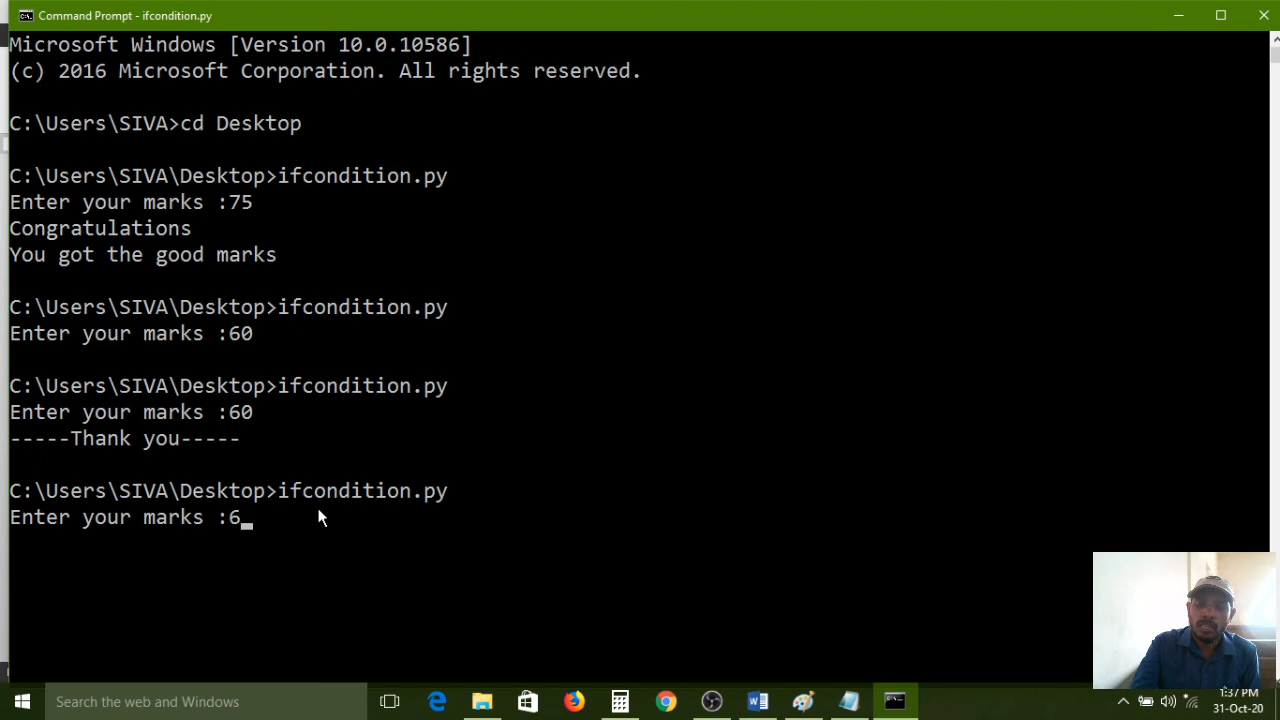 Command Prompt - ifcondition.py
Microsoft Windows [Version 10.0.10586]
(c) 2016 Microsoft Corporation. All rights reserved.
C:\Users\SIVA>cd Desktop
C:\Users\SIVA\Desktop>ifcondition.py
Enter your marks :75
Congratulations
You got the good marks
C:\Users\SIVA\Desktop>ifcondition.py
Enter your marks :60
C:\Users\SIVA\Desktop>ifcondition.py
Enter your marks :60
-----Thank you-----
C:\Users\SIVA\Desktop>ifcondition.py
Enter your marks :6_
Search the web and Windows
1:37 PM
31-Oct-20